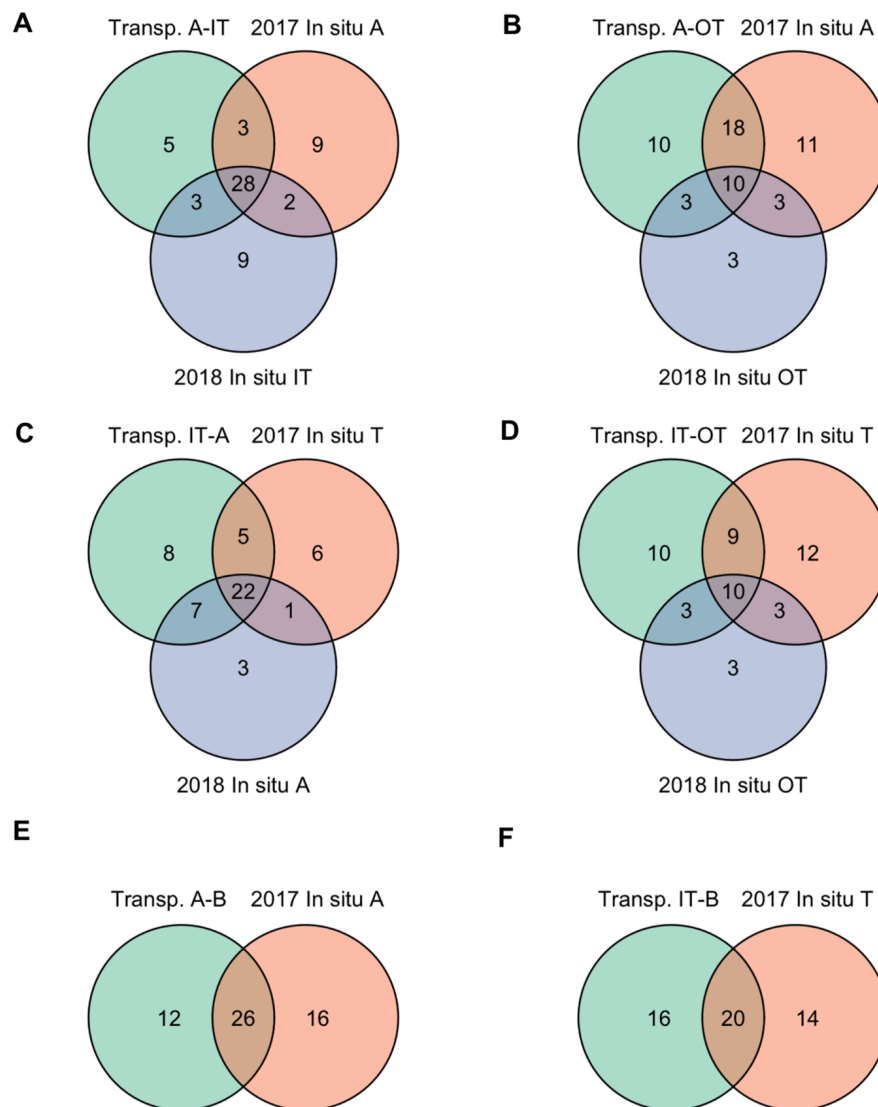 A
Transp. A-IT 2017 In situ A
5
3
9
28
3
2
9
2018 In situ IT
B
Transp. A-OT 2017 In situ A
10
18
11
10
3
3
3
2018 In situ OT
C
Transp. IT-A 2017 In situ T
8
5
6
22
7
1
3
2018 In situ A
D
Transp. IT-OT 2017 In situ T
10
9
12
10
3
3
3
2018 In situ OT
E
Transp. A-B 2017 In situ A
12
26
16
F
Transp. IT-B 2017 In situ T
16
20
14